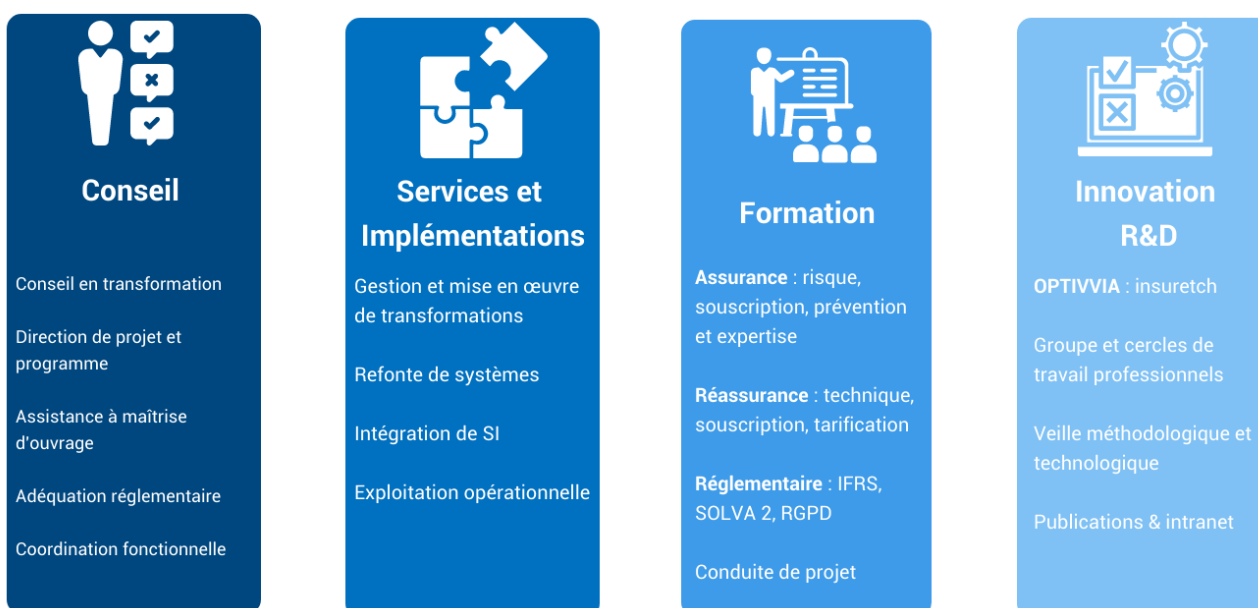 Conseil
Conseil en transformation
Direction de projet et
programme
Assistance à maîtrise
d'ouvrage
Adéquation réglementaire
Coordination fonctionnelle
Services et
Implémentations
Gestion et mise en œuvre
de transformations
Refonte de systèmes
Intégration de SI
Exploitation opérationnelle
Formation
Assurance : risque,
souscription, prévention
et expertise
Réassurance : technique,
souscription, tarification
Réglementaire : IFRS,
SOLVA 2, RGPD
Conduite de projet
Innovation
R&D
OPTIVVIA : insuretch
Groupe et cercles de
travail professionnels
Veille méthodologique et
technologique
Publications & intranet